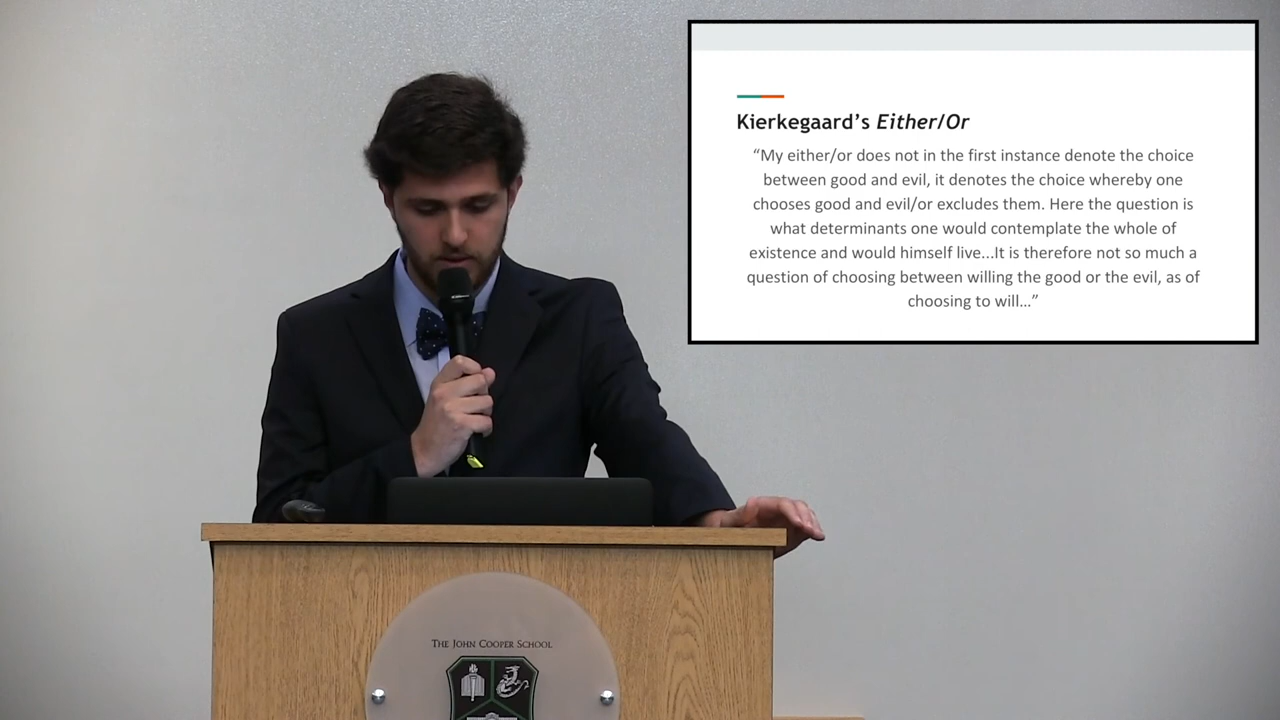 Kierkegaard's Either/Or
“My either/or does not in the first instance denote the choice
between good and evil, it denotes the choice whereby one
chooses good and evil/or excludes them. Here the question is
what determinants one would contemplate the whole of
existence and would himself live...It is therefore not so much a
question of choosing between willing the good or the evil, as of
choosing to will…”
THE JOHN COOPER SCHOOL